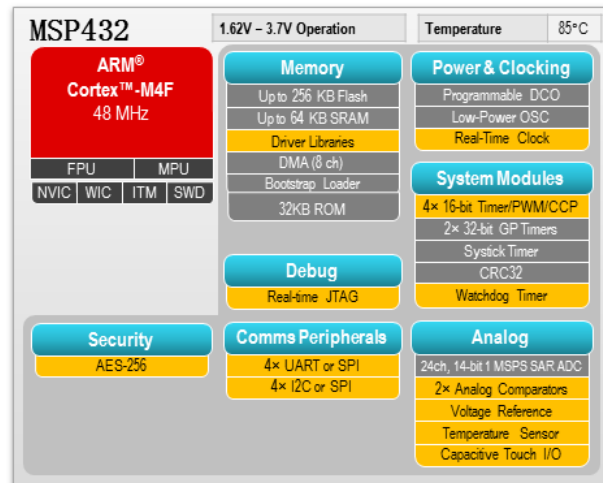 MSP432
1.62V – 3.7V Operation
Temperature
85°C
ARM®
Cortex™-M4F
48 MHz
FPU
MPU
NVIC
WIC
ITM
SWD
Memory
Up to 256 KB Flash
Up to 64 KB SRAM
Driver Libraries
DMA (8 ch)
Bootstrap Loader
32KB ROM
Power & Clocking
Programmable DCO
Low-Power OSC
Real-Time Clock
System Modules
4× 16-bit Timer/PWM/CCP
2× 32-bit GP Timers
Systick Timer
CRC32
Watchdog Timer
Debug
Real-time JTAG
Security
AES-256
Comms Peripherals
4× UART or SPI
4× I2C or SPI
Analog
24ch, 14-bit 1 MSPS SAR ADC
2× Analog Comparators
Voltage Reference
Temperature Sensor
Capacitive Touch I/O